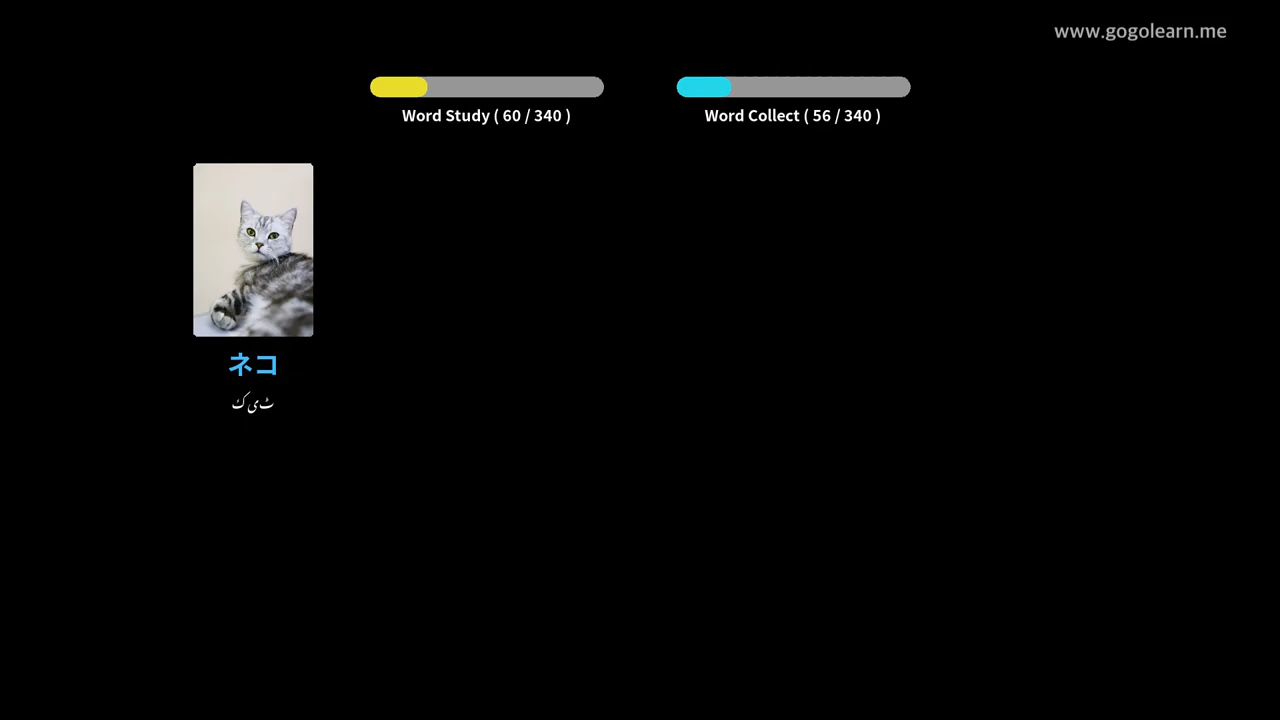 www.gogolearn.me
Word Study ( 60 / 340 )
Word Collect ( 56 / 340 )
ネコ
ٹ ی ک